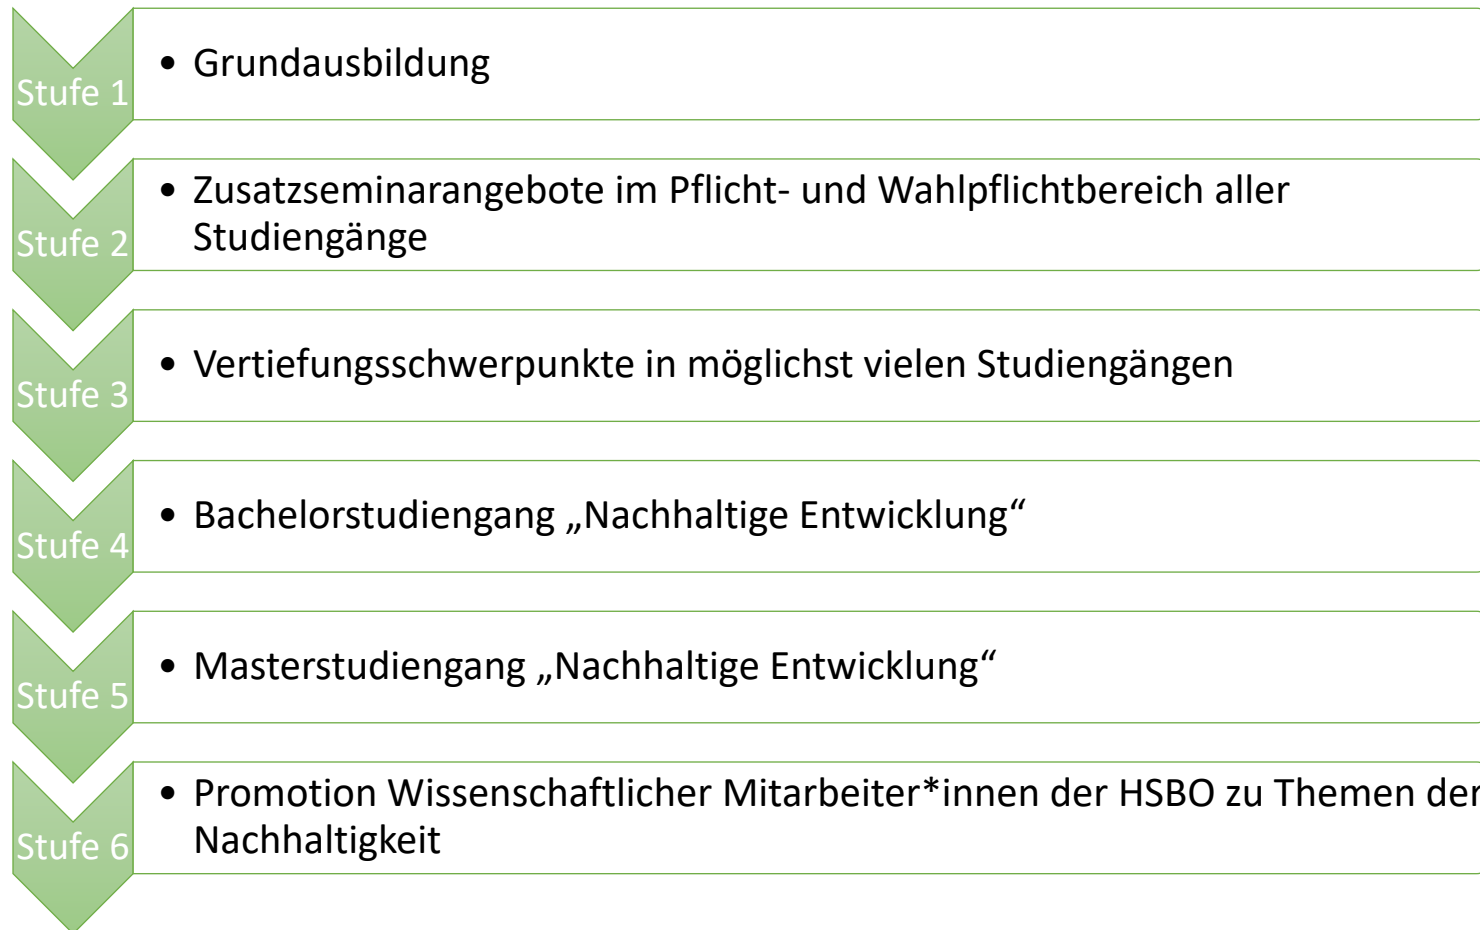 Stufe 1
• Grundausbildung
Stufe 2
• Zusatzseminarangebote im Pflicht- und Wahlpflichtbereich aller
Studiengänge
Stufe 3
• Vertiefungsschwerpunkte in möglichst vielen Studiengängen
Stufe 4
• Bachelorstudiengang „Nachhaltige Entwicklung“
Stufe 5
• Masterstudiengang „Nachhaltige Entwicklung“
Stufe 6
• Promotion Wissenschaftlicher Mitarbeiter*innen der HSBO zu Themen der
Nachhaltigkeit